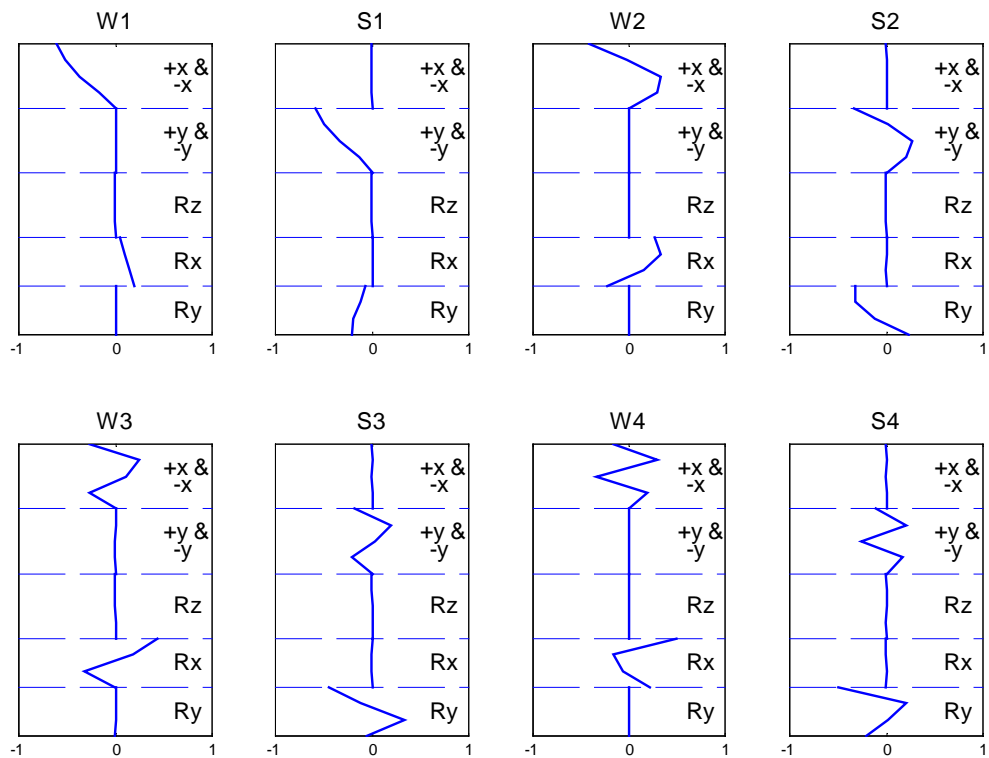 W1
+x &
-x
+y &
-y
Rz
Rx
Ry
-1 0 1
S1
+x &
-x
+y &
-y
Rz
Rx
Ry
-1 0 1
W2
+x &
-x
+y &
-y
Rz
Rx
Ry
-1 0 1
S2
+x &
-x
+y &
-y
Rz
Rx
Ry
-1 0 1
W3
+x &
-x
+y &
-y
Rz
Rx
Ry
-1 0 1
S3
+x &
-x
+y &
-y
Rz
Rx
Ry
-1 0 1
W4
+x &
-x
+y &
-y
Rz
Rx
Ry
-1 0 1
S4
+x &
-x
+y &
-y
Rz
Rx
Ry
-1 0 1